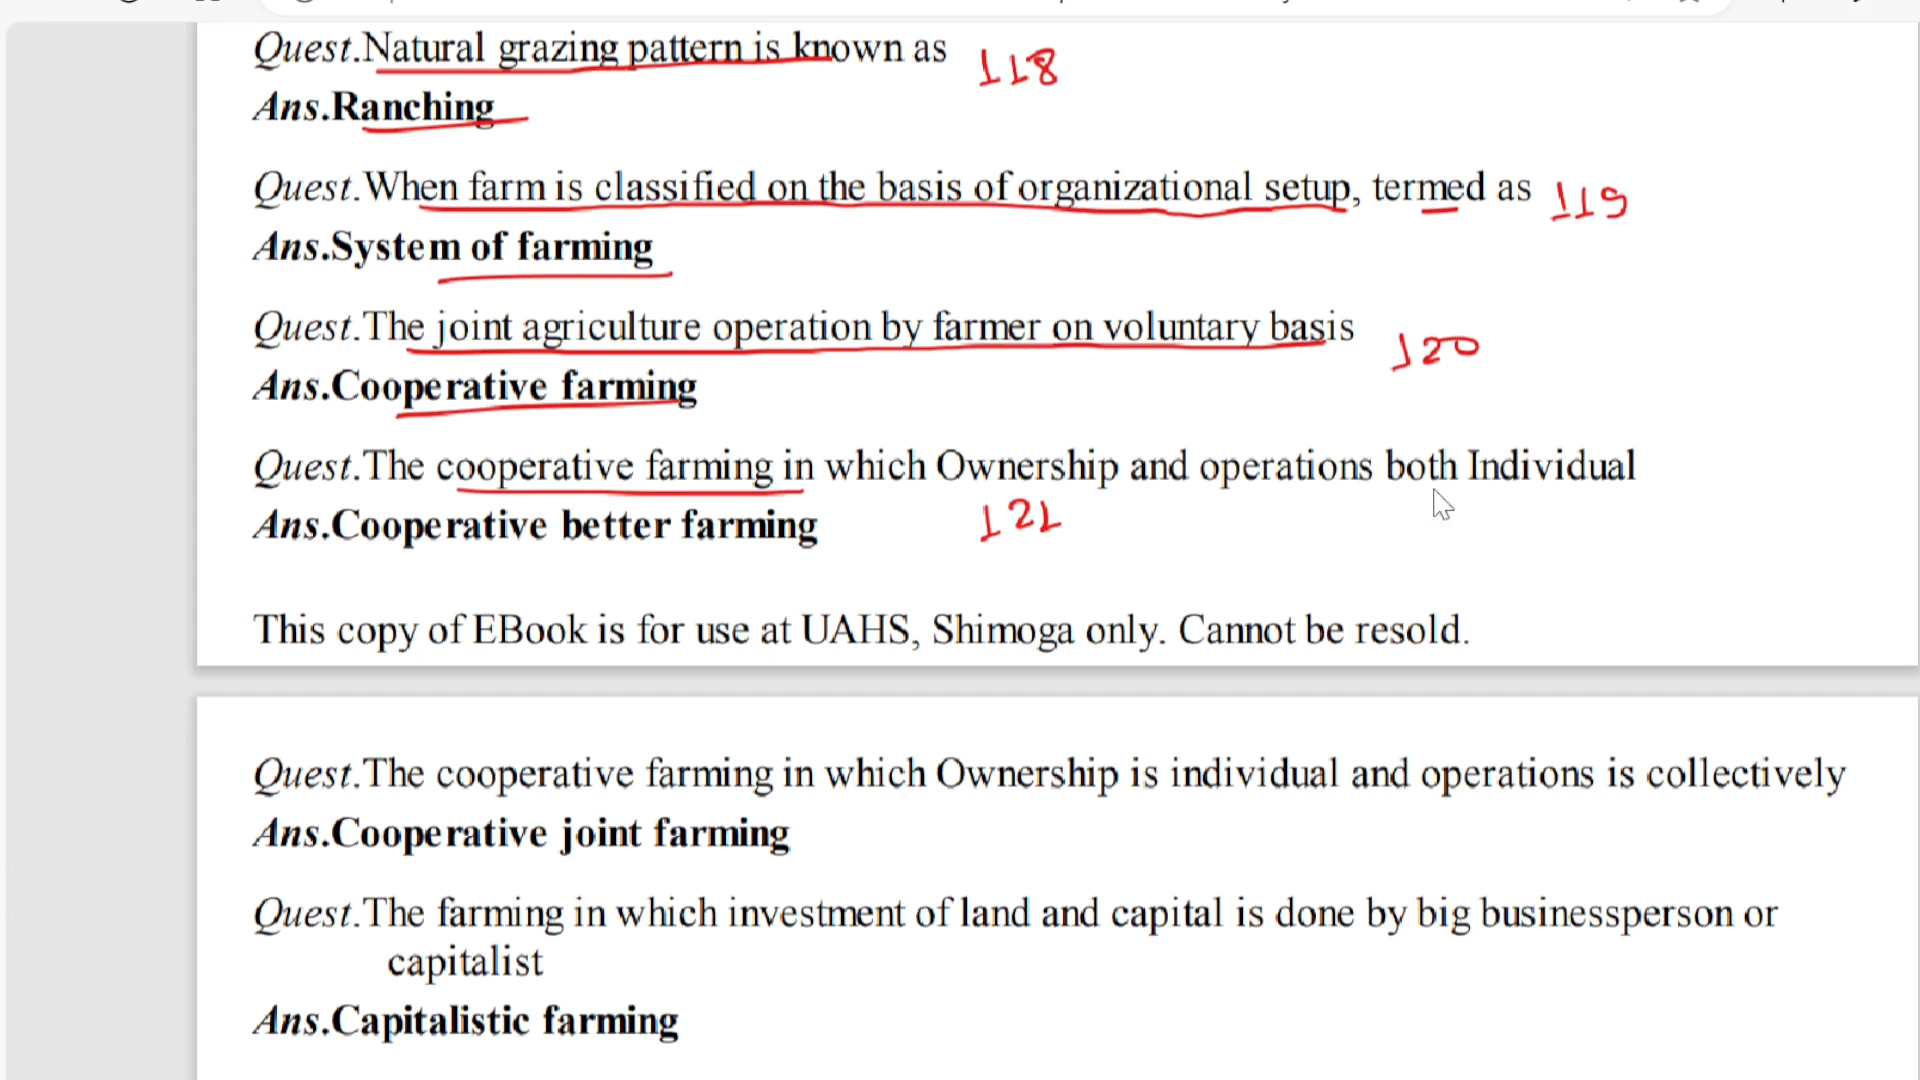 Quest.Natural grazing pattern is known as 118
Ans.Ranching
Quest.When farm is classified on the basis of organizational setup, termed as 119
Ans.System of farming
Quest.The joint agriculture operation by farmer on voluntary basis 120
Ans.Cooperative farming
Quest.The cooperative farming in which Ownership and operations both Individual
Ans.Cooperative better farming 121
This copy of EBook is for use at UAHS, Shimoga only. Cannot be resold.
Quest.The cooperative farming in which Ownership is individual and operations is collectively
Ans.Cooperative joint farming
Quest.The farming in which investment of land and capital is done by big businessperson or
capitalist
Ans.Capitalistic farming